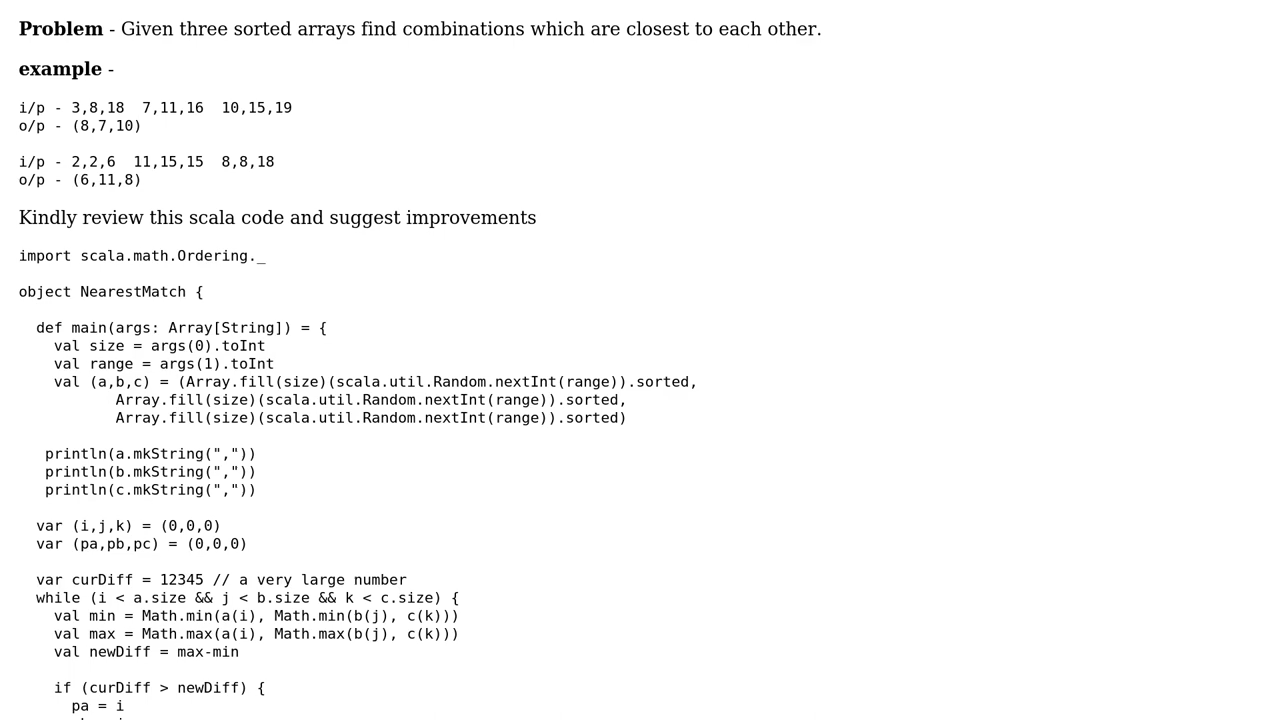 Problem - Given three sorted arrays find combinations which are closest to each other.
example -
i/p - 3,8,18  7,11,16  10,15,19
o/p - (8,7,10)
i/p - 2,2,6  11,15,15  8,8,18
o/p - (6,11,8)
Kindly review this scala code and suggest improvements
import scala.math.Ordering._
object NearestMatch {
  def main(args: Array[String]) = {
    val size = args(0).toInt
    val range = args(1).toInt
    val (a,b,c) = (Array.fill(size)(scala.util.Random.nextInt(range)).sorted,
           Array.fill(size)(scala.util.Random.nextInt(range)).sorted,
           Array.fill(size)(scala.util.Random.nextInt(range)).sorted)
   println(a.mkString(","))
   println(b.mkString(","))
   println(c.mkString(","))
  var (i,j,k) = (0,0,0)
  var (pa,pb,pc) = (0,0,0)
  var curDiff = 12345 // a very large number
  while (i < a.size && j < b.size && k < c.size) {
    val min = Math.min(a(i), Math.min(b(j), c(k)))
    val max = Math.max(a(i), Math.max(b(j), c(k)))
    val newDiff = max-min
    if (curDiff > newDiff) {
      pa = i